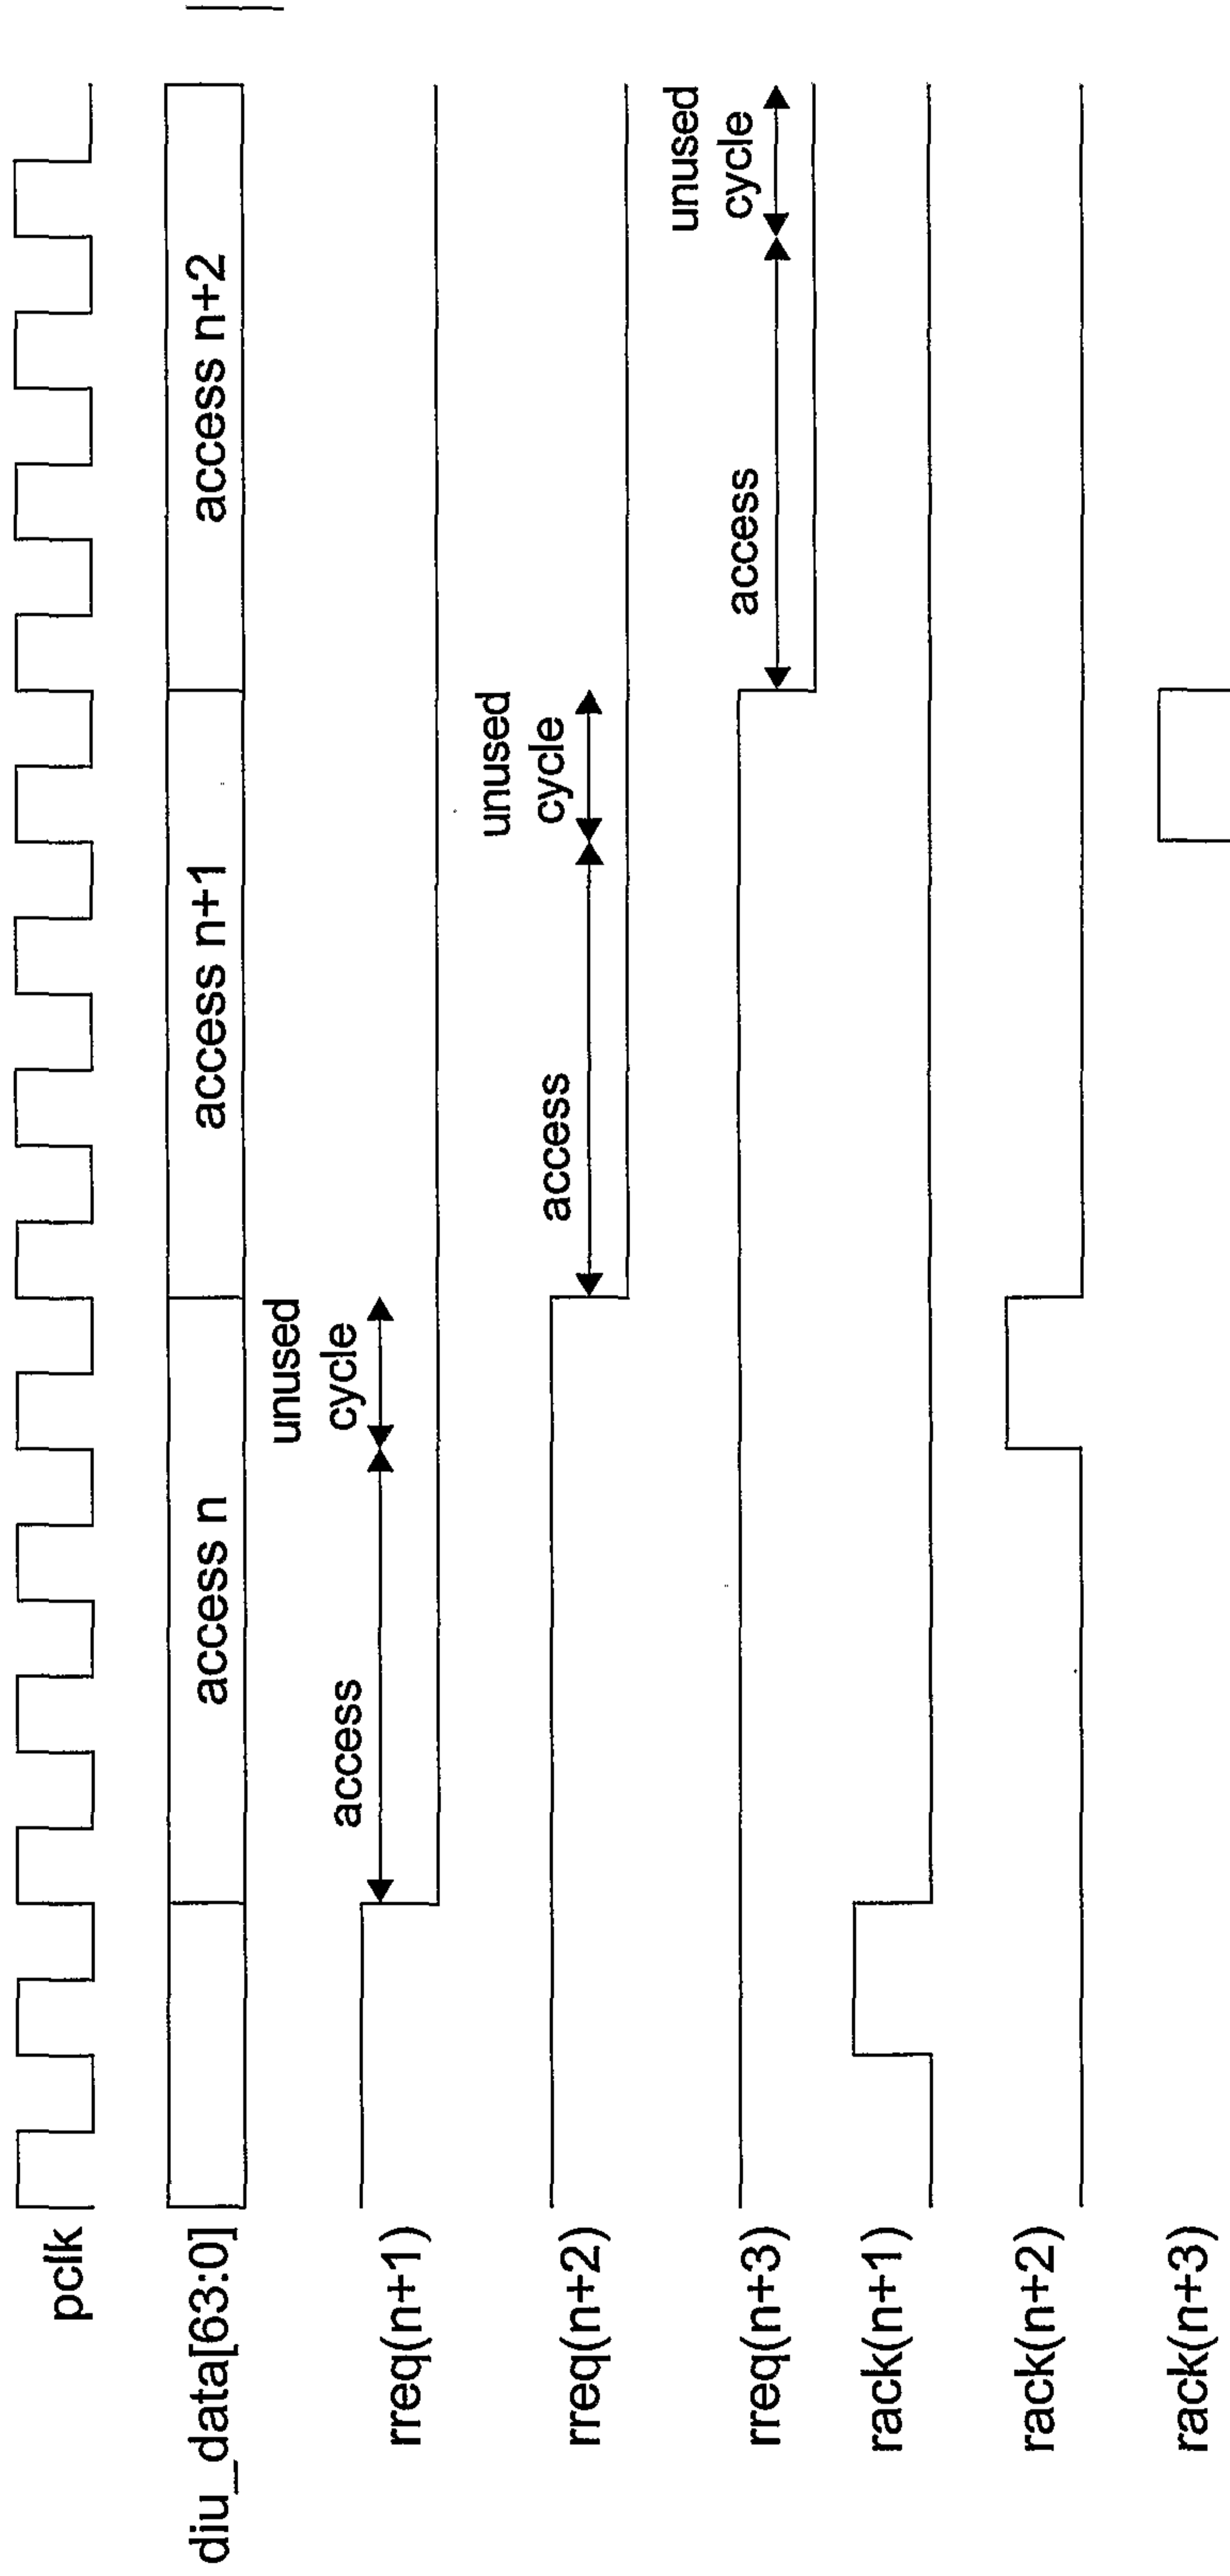 pclk
diu_data[63:0]
access n
access n+1
access n+2
rreq(n+1)
access
unused
cycle
rreq(n+2)
access
unused
cycle
rreq(n+3)
access
unused
cycle
rack(n+1)
rack(n+2)
rack(n+3)